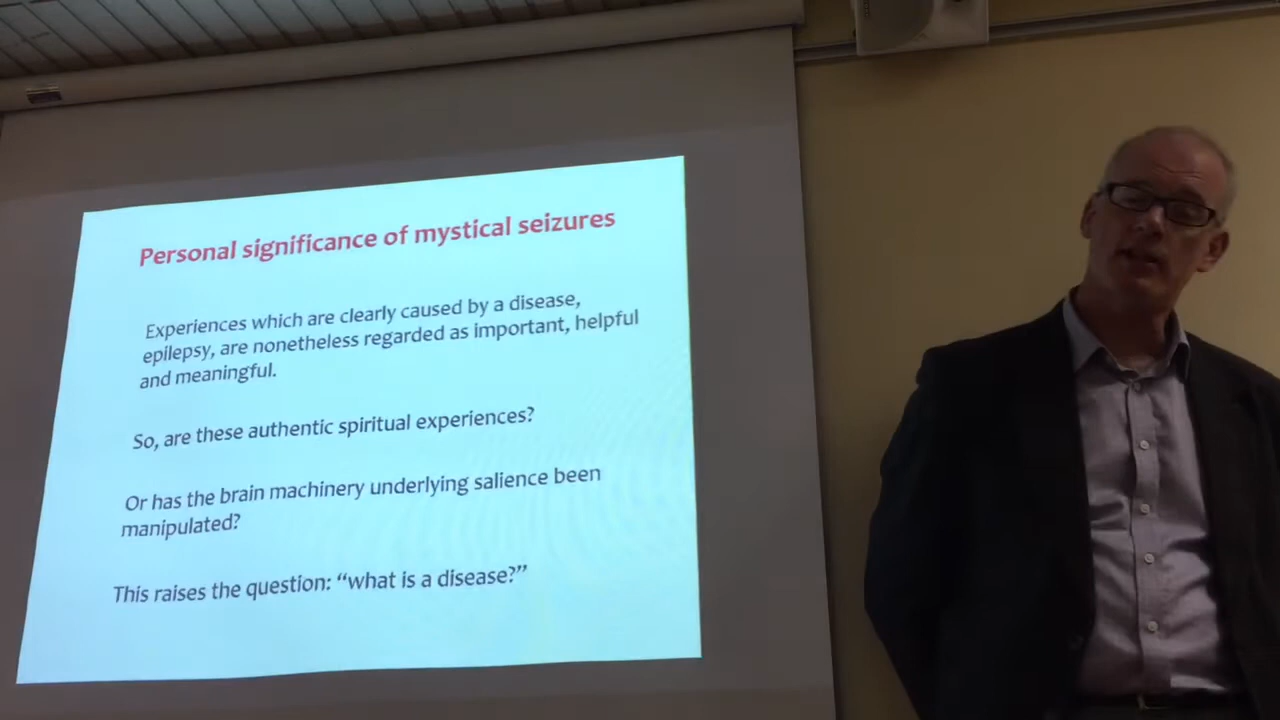 Personal significance of mystical seizures
Experiences which are clearly caused by a disease,
epilepsy, are nonetheless regarded as important, helpful
and meaningful.
So, are these authentic spiritual experiences?
Or has the brain machinery underlying salience been
manipulated?
This raises the question: “what is a disease?”